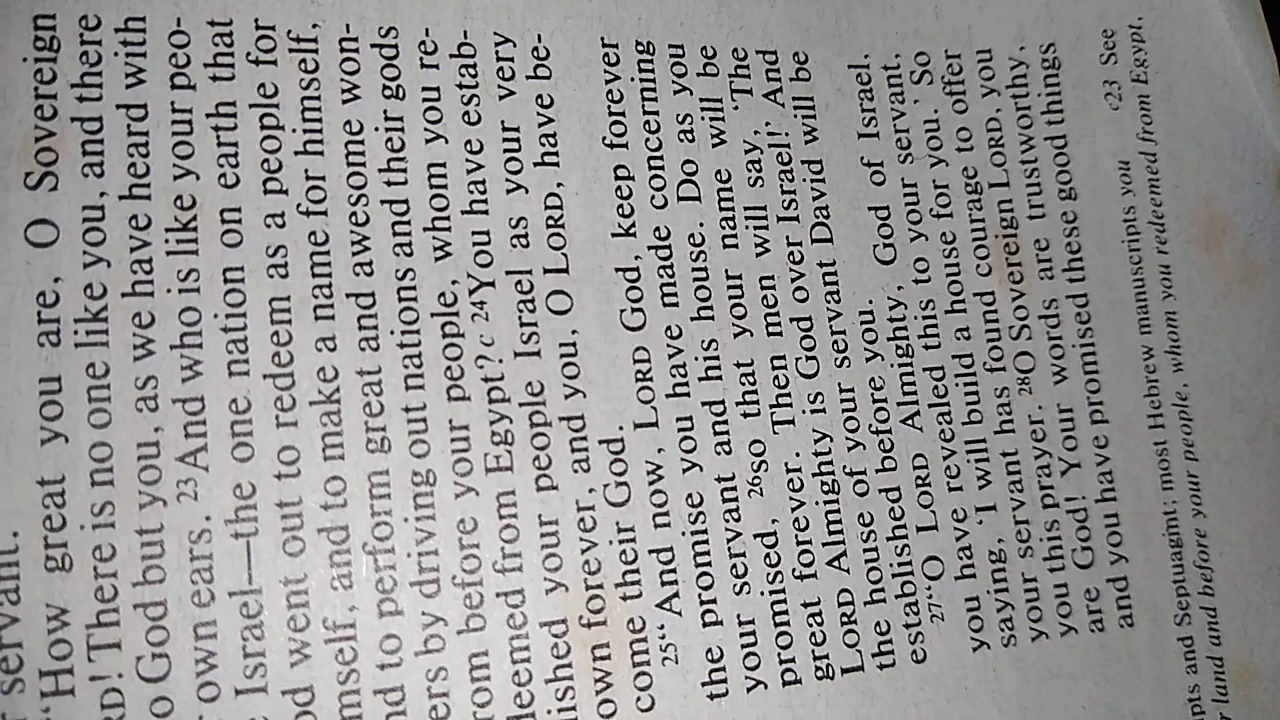 servant.
“How great you are, O Sovereign
RD! There is no one like you, and there
o God but you, as we have heard with
own ears. 23 And who is like your peo-
Israel—the one nation on earth that
od went out to redeem as a people for
mself, and to make a name for himself,
nd to perform great and awesome won-
ers by driving out nations and their gods
rom before your people, whom you re-
leemed from Egypt? c 24 You have estab-
lished your people Israel as your very
own forever, and you, O LORD, have be-
come their God.
25 “And now, LORD God, keep forever
the promise you have made concerning
your servant and his house. Do as you
promised, 26 so that your name will be
great forever. Then men will say, ‘The
LORD Almighty is God over Israel!’ And
the house of your servant David will be
established before you.
27 “O LORD Almighty, God of Israel,
you have revealed this to your servant,
saying, ‘I will build a house for you.’ So
your servant has found courage to offer
you this prayer. 28 O Sovereign LORD, you
are God! Your words are trustworthy,
and you have promised these good things
pts and Septuagint; most Hebrew manuscripts you c23 See
r land and before your people, whom you redeemed from Egypt,